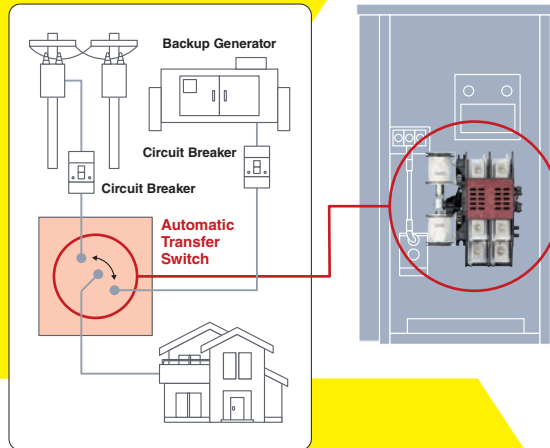 Backup Generator
Circuit Breaker
Circuit Breaker
Automatic
Transfer
Switch